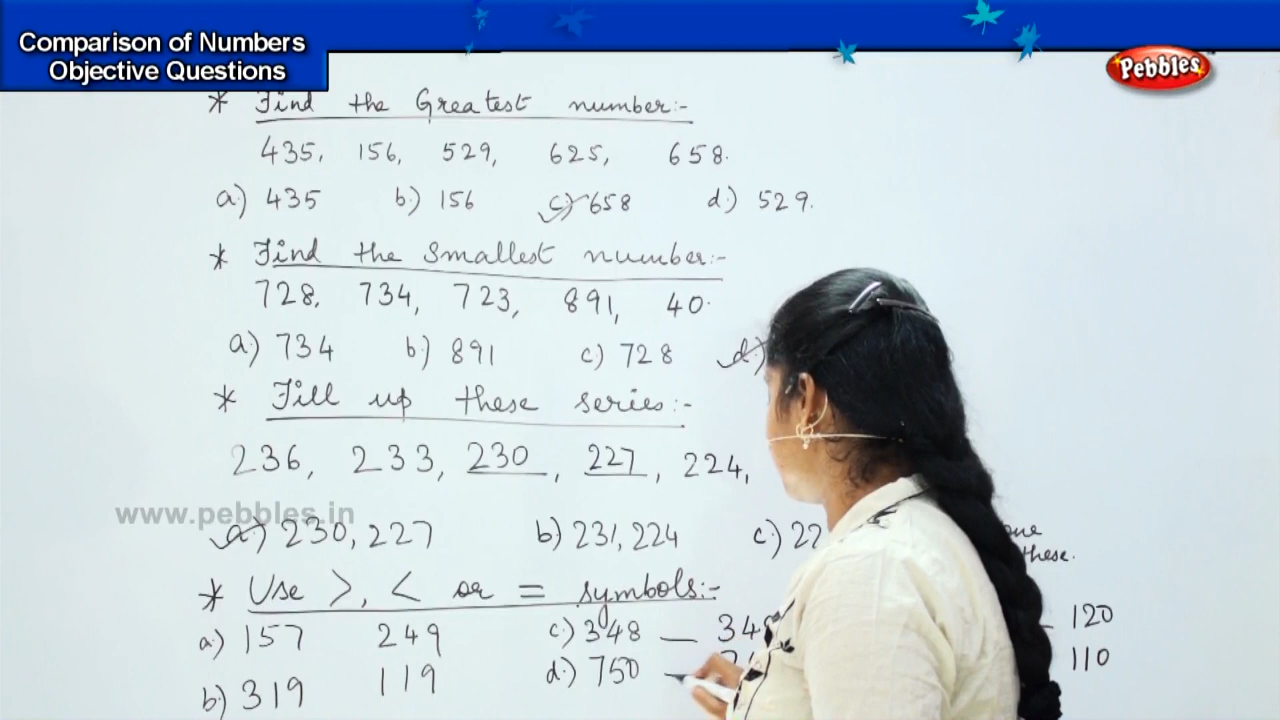 Comparison of Numbers
Objective Questions
Pebbles
* Find the Greatest number:-
435, 156, 529, 625, 658.
a) 435 b) 156 c) 658 d) 529.
* Find the Smallest number:-
728, 734, 723, 891, 40.
a) 734 b) 891 c) 728 d)
* Fill up these series:-
236, 233, 230, 227, 224,
www.pebbles.in
a) 230, 227 b) 231, 224 c) 22
these.
* Use >, < or = symbols:-
a) 157 249 c) 348 _ 34 _ 120
b) 319 119 d) 750 _ 110